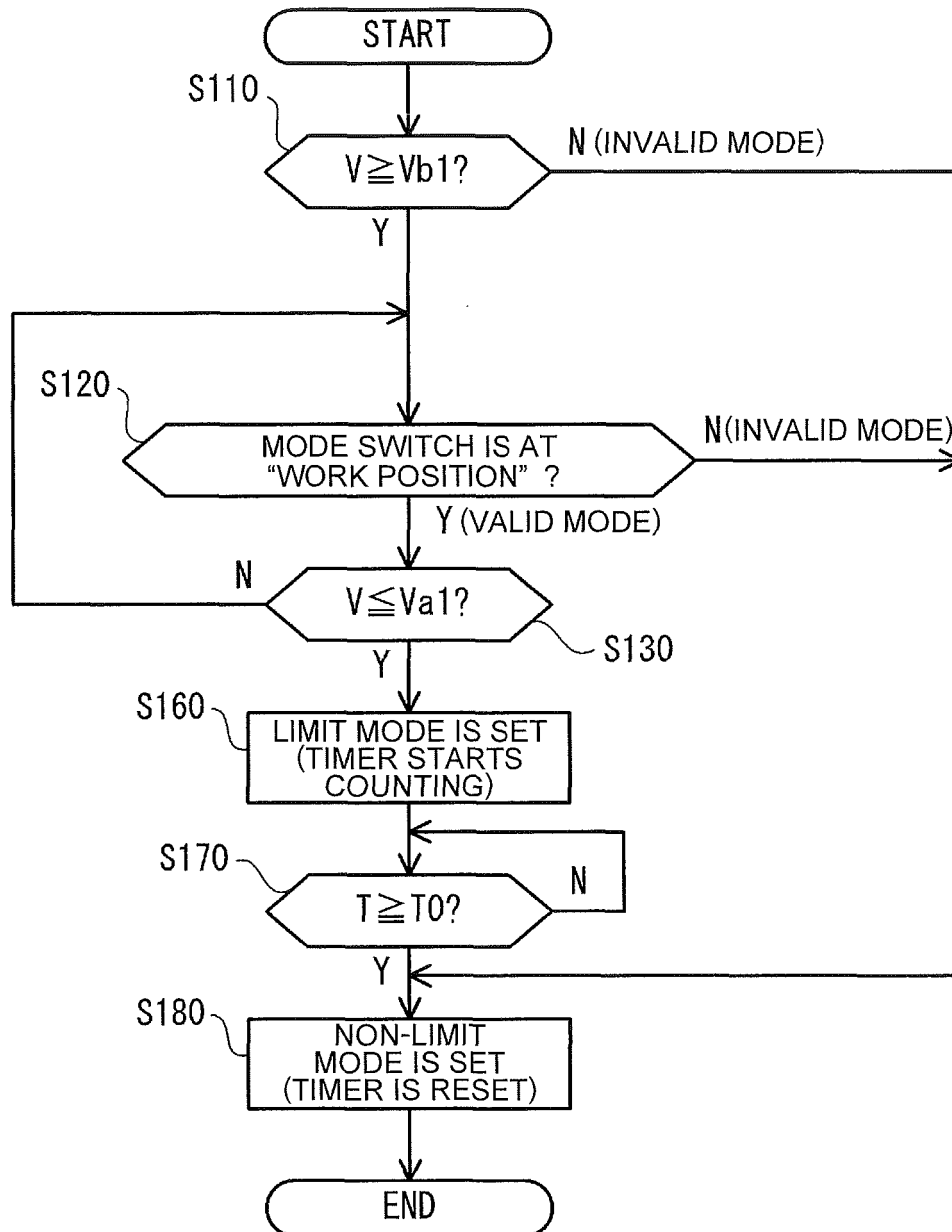 START
S110
N (INVALID MODE)
V≧Vb1?
Y
S120
MODE SWITCH IS AT
“WORK POSITION” ?
N(INVALID MODE)
Y (VALID MODE)
N
V≦Va1?
S130
Y
S160
LIMIT MODE IS SET
(TIMER STARTS
COUNTING)
S170
T≧T0?
N
Y
S180
NON-LIMIT
MODE IS SET
(TIMER IS RESET)
END